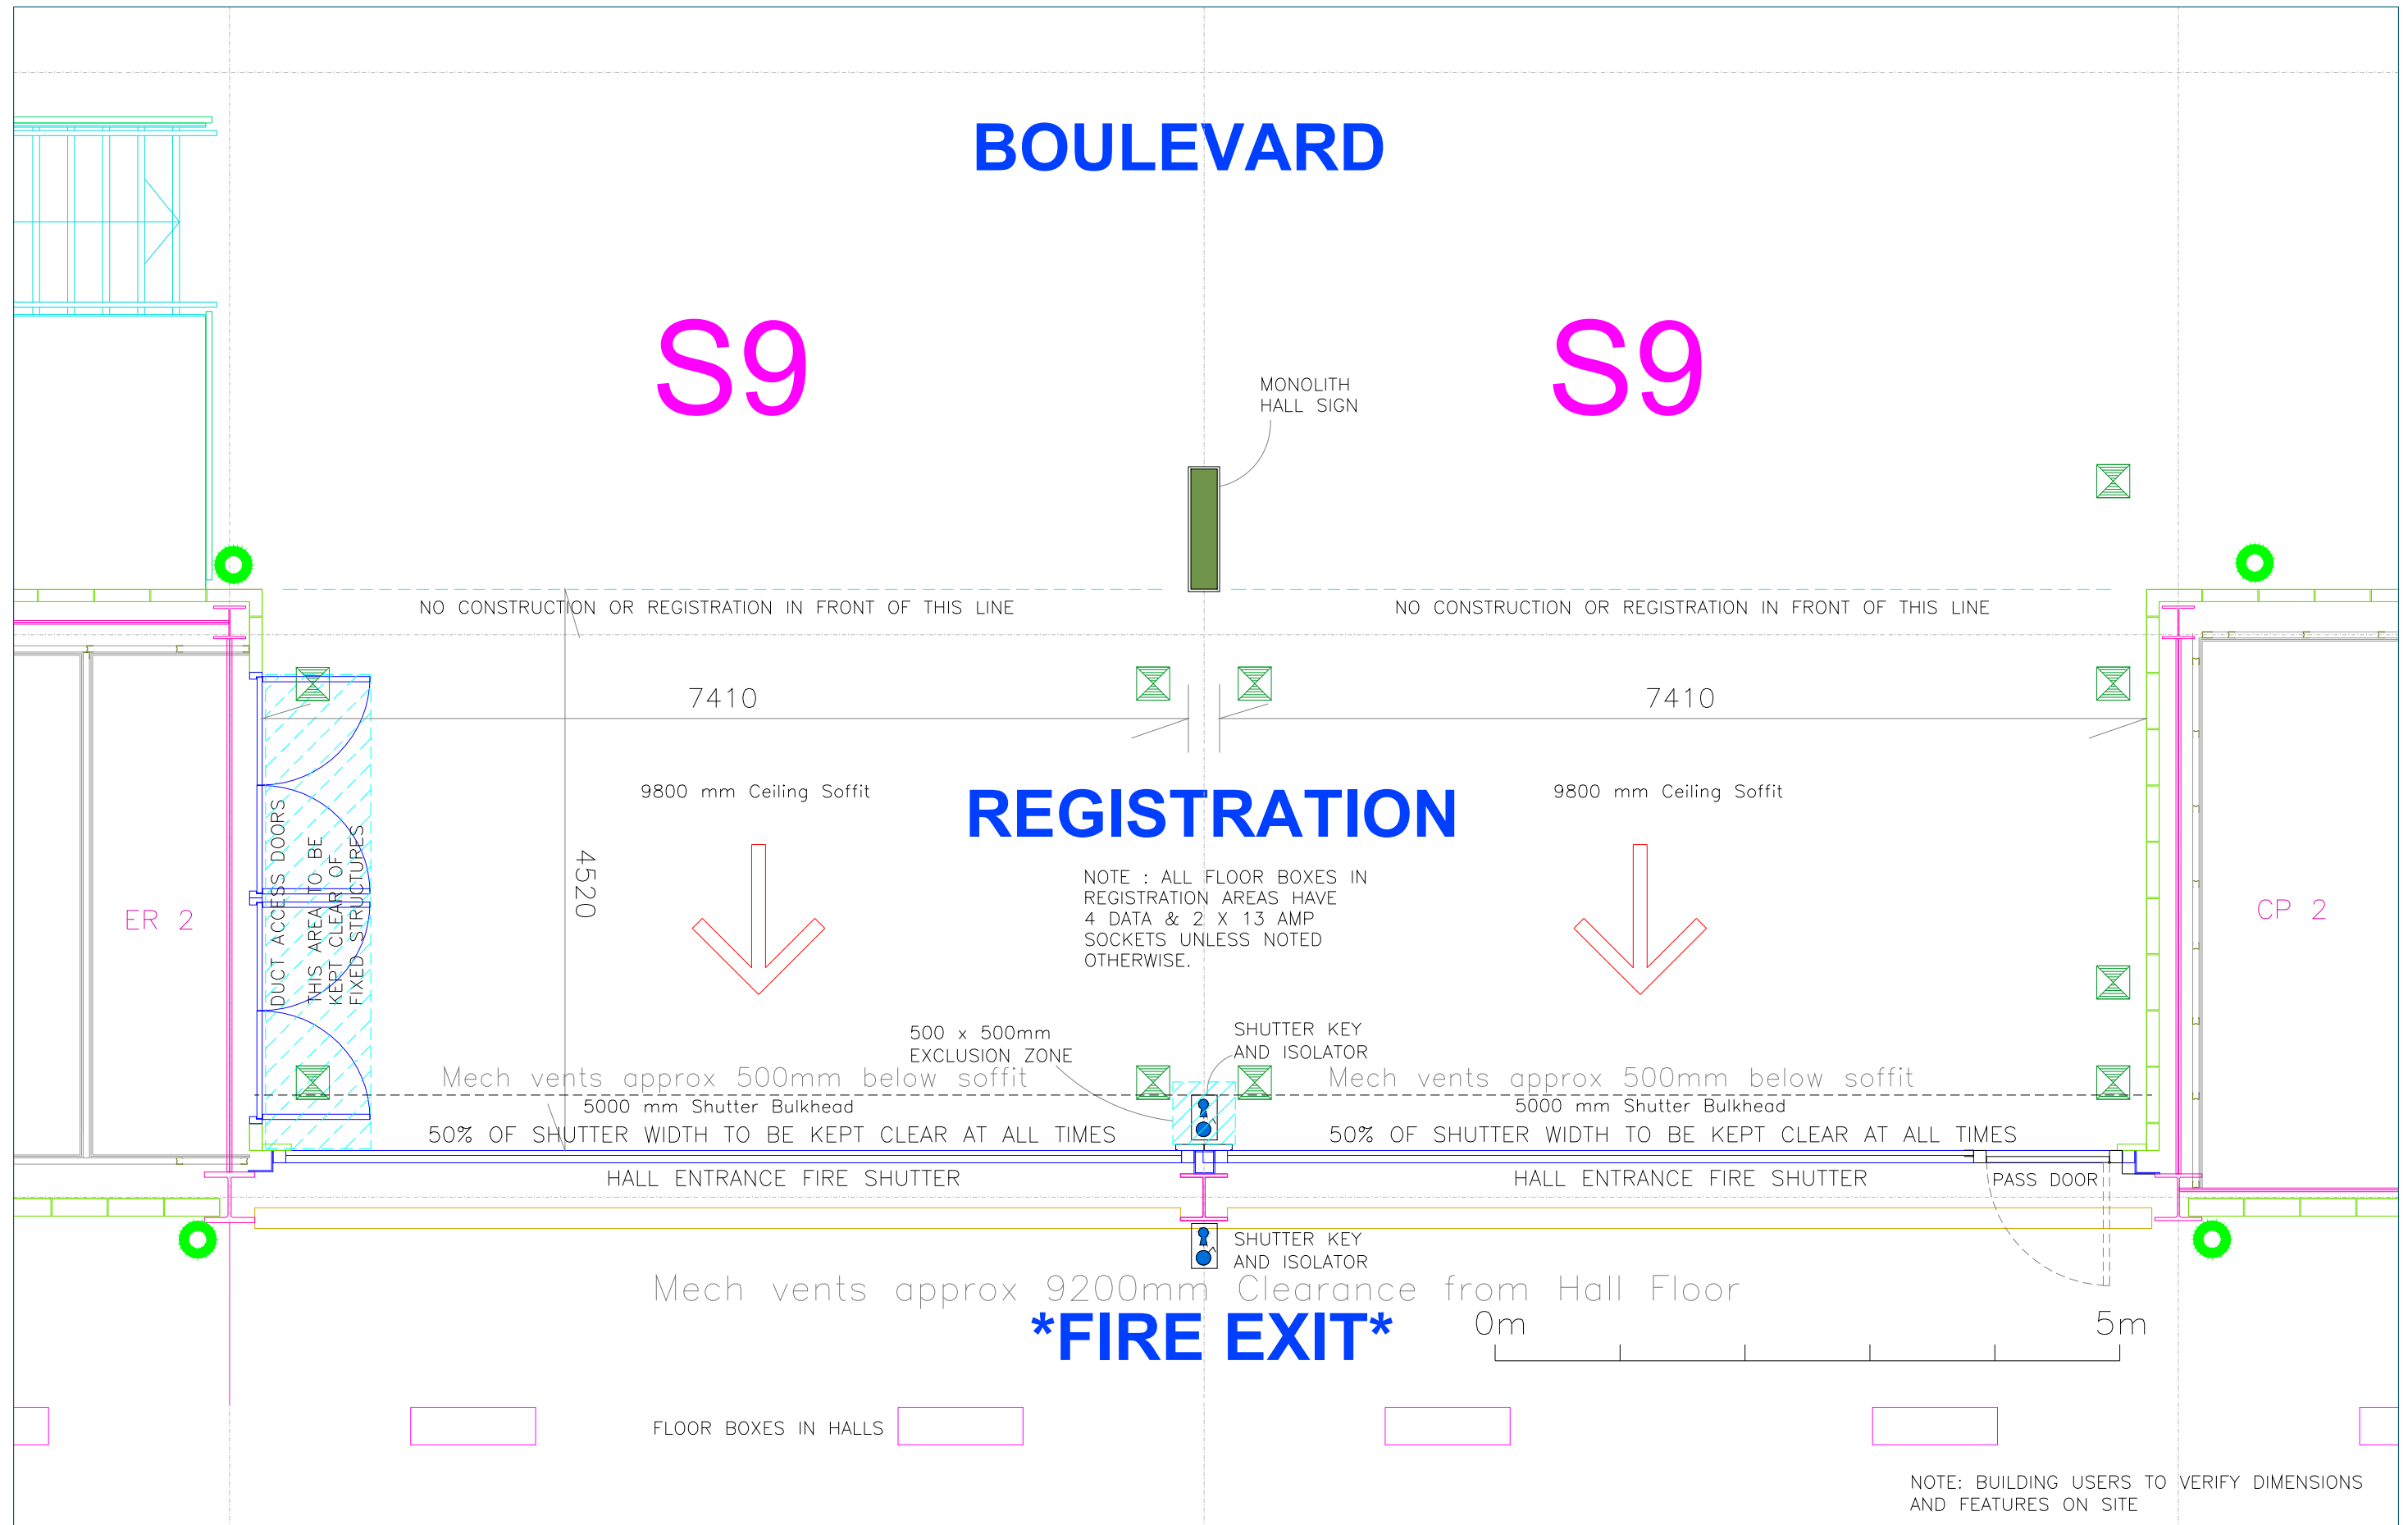 BOULEVARD
S9
S9
MONOLITH
HALL SIGN
NO CONSTRUCTION OR REGISTRATION IN FRONT OF THIS LINE
NO CONSTRUCTION OR REGISTRATION IN FRONT OF THIS LINE
7410
7410
9800 mm Ceiling Soffit
9800 mm Ceiling Soffit
REGISTRATION
4520
NOTE : ALL FLOOR BOXES IN
REGISTRATION AREAS HAVE
4 DATA & 2 X 13 AMP
SOCKETS UNLESS NOTED
OTHERWISE.
ER 2
DUCT ACCESS DOORS
THIS AREA TO BE
KEPT CLEAR OF
FIXED STRUCTURES
CP 2
500 x 500mm
EXCLUSION ZONE
SHUTTER KEY
AND ISOLATOR
Mech vents approx 500mm below soffit
Mech vents approx 500mm below soffit
5000 mm Shutter Bulkhead
5000 mm Shutter Bulkhead
50% OF SHUTTER WIDTH TO BE KEPT CLEAR AT ALL TIMES
50% OF SHUTTER WIDTH TO BE KEPT CLEAR AT ALL TIMES
HALL ENTRANCE FIRE SHUTTER
HALL ENTRANCE FIRE SHUTTER
PASS DOOR
SHUTTER KEY
AND ISOLATOR
Mech vents approx 9200mm Clearance from Hall Floor
*FIRE EXIT*
0m
5m
FLOOR BOXES IN HALLS
NOTE: BUILDING USERS TO VERIFY DIMENSIONS
AND FEATURES ON SITE